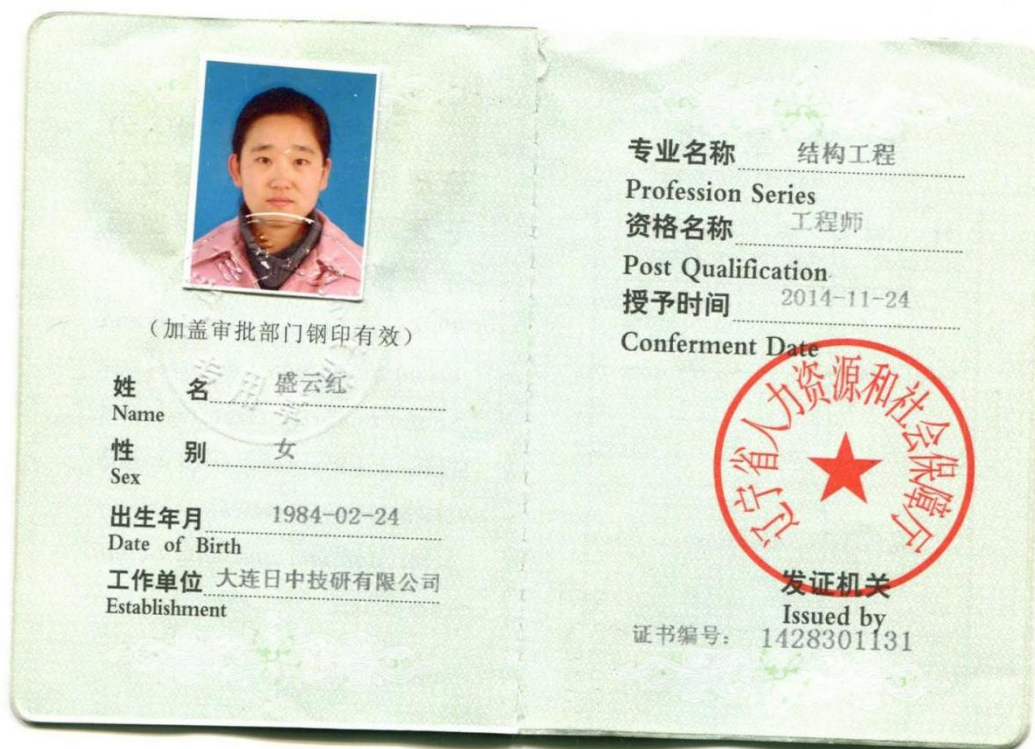 （加盖审批部门钢印有效）
姓 名 盛云红
Name
性 别 女
Sex
出生年月 1984-02-24
Date of Birth
工作单位 大连日中技研有限公司
Establishment
专用章
专业名称 结构工程
Profession Series
资格名称 工程师
Post Qualification
授予时间 2014-11-24
Conferment Date
辽宁省人力资源和社会保障厅
发证机关
Issued by
证书编号： 1428301131